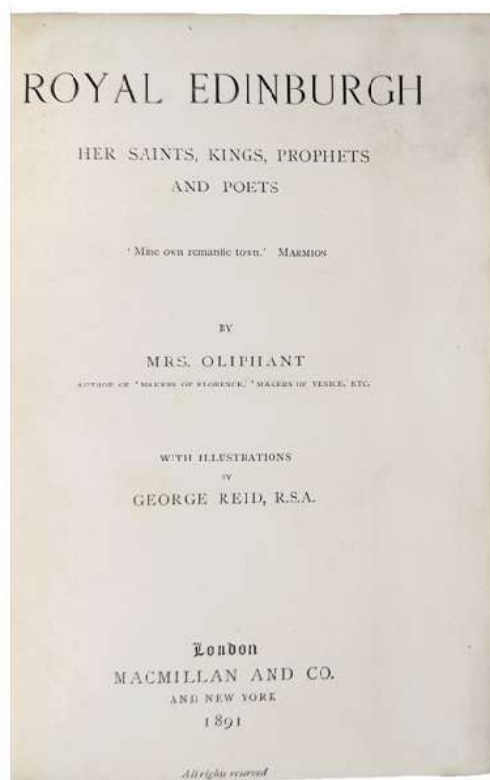 ROYAL EDINBURGH
HER SAINTS, KINGS, PROPHETS
AND POETS
'Mine own romantic town.' MARMION
BY
MRS. OLIPHANT
AUTHOR OF 'MAKERS OF FLORENCE,' 'MAKERS OF VENICE, ETC.
WITH ILLUSTRATIONS
BY
GEORGE REID, R.S.A.
London
MACMILLAN AND CO.
AND NEW YORK
1891
All rights reserved